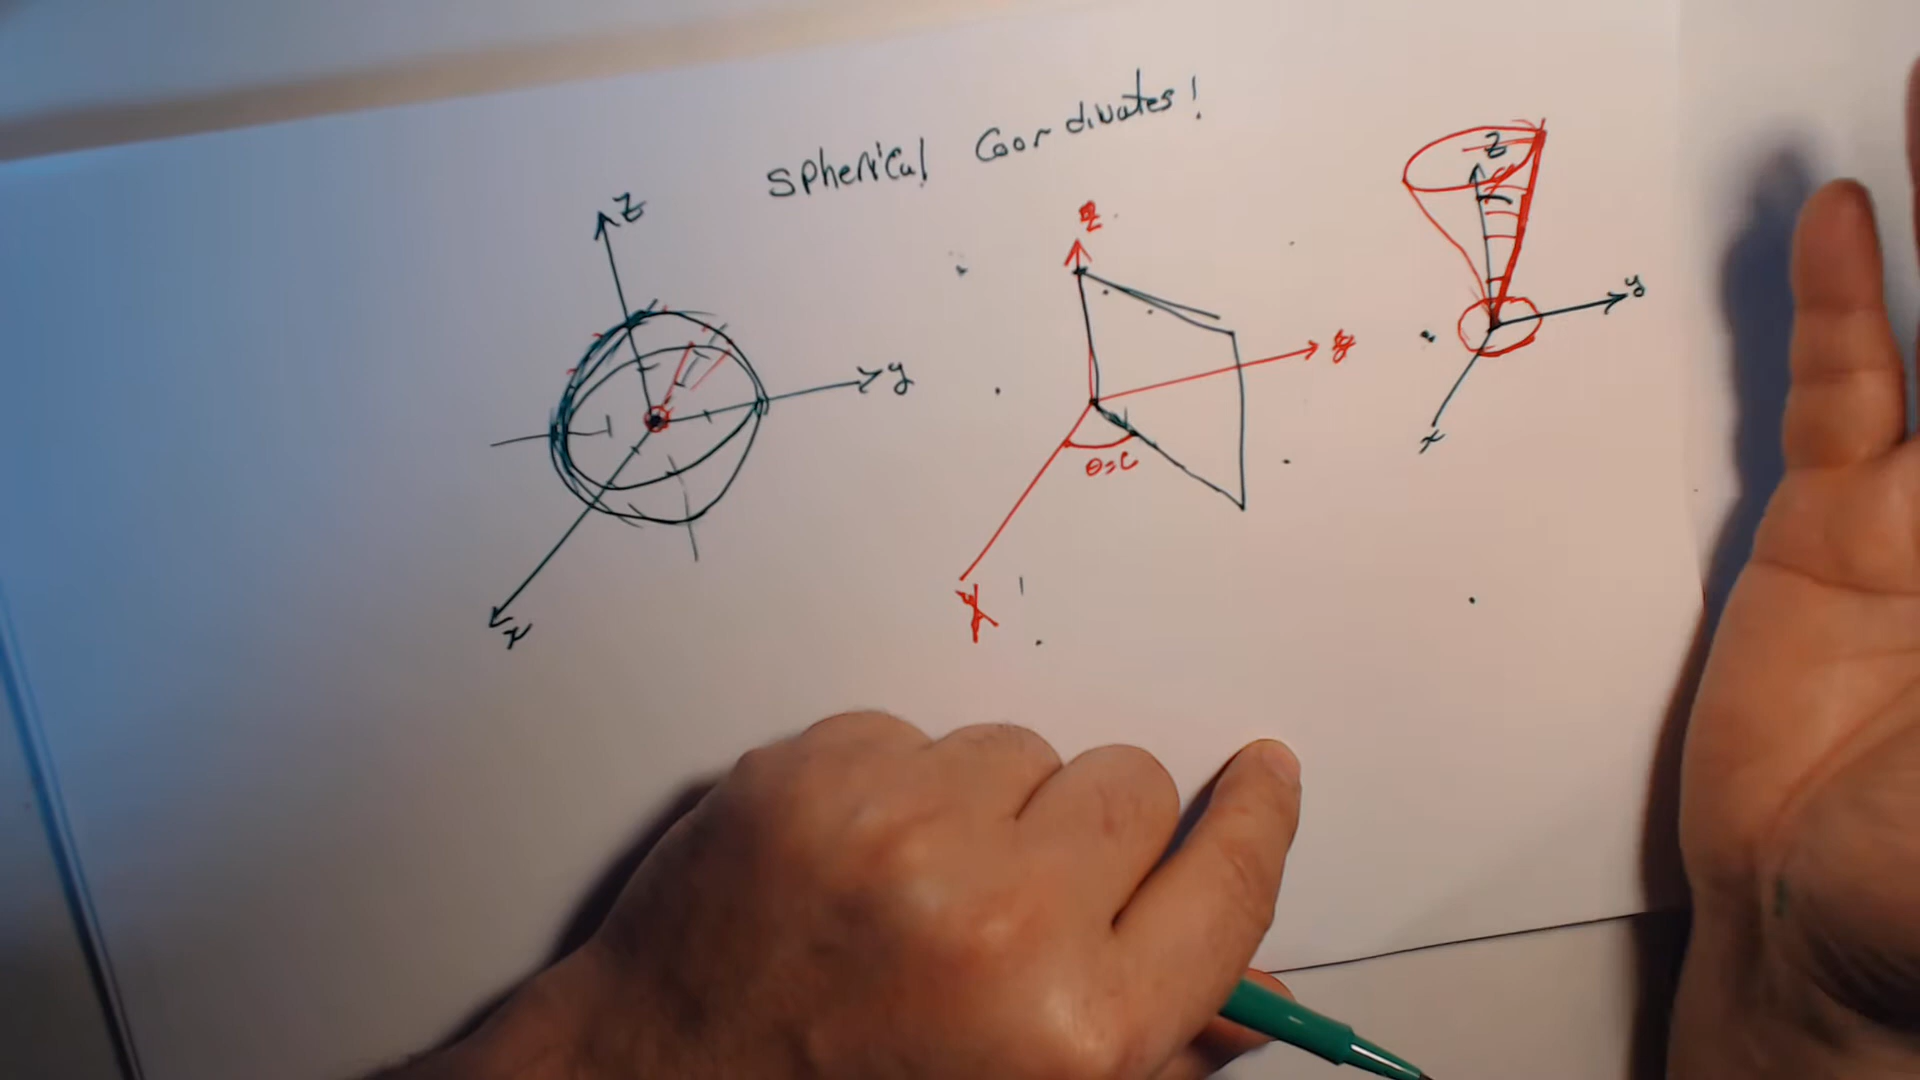 Spherical Coordinates!
z
y
x
z
y
x
θ=c
z
y
x